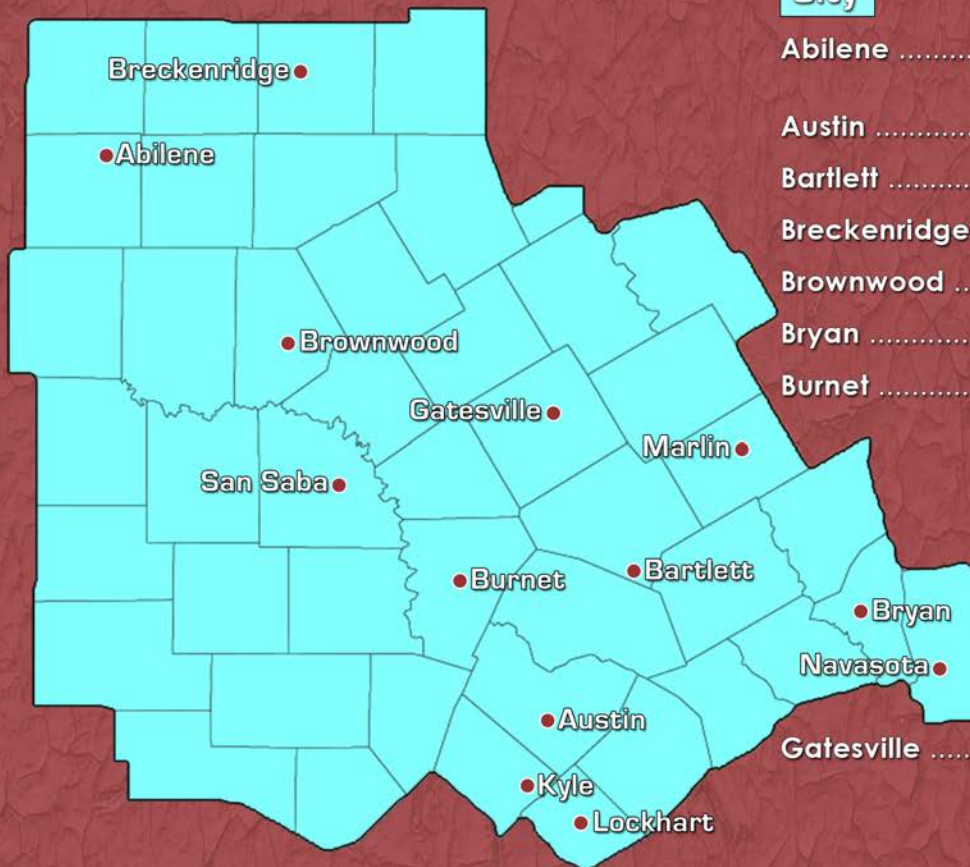 Breckenridge
Abilene
Brownwood
Gatesville
Marlin
San Saba
Burnet
Bartlett
Bryan
Navasota
Austin
Kyle
Lockhart
Abilene .........
Austin ............
Bartlett ..........
Breckenridge
Brownwood ..
Bryan ............
Burnet ...........
Gatesville .....